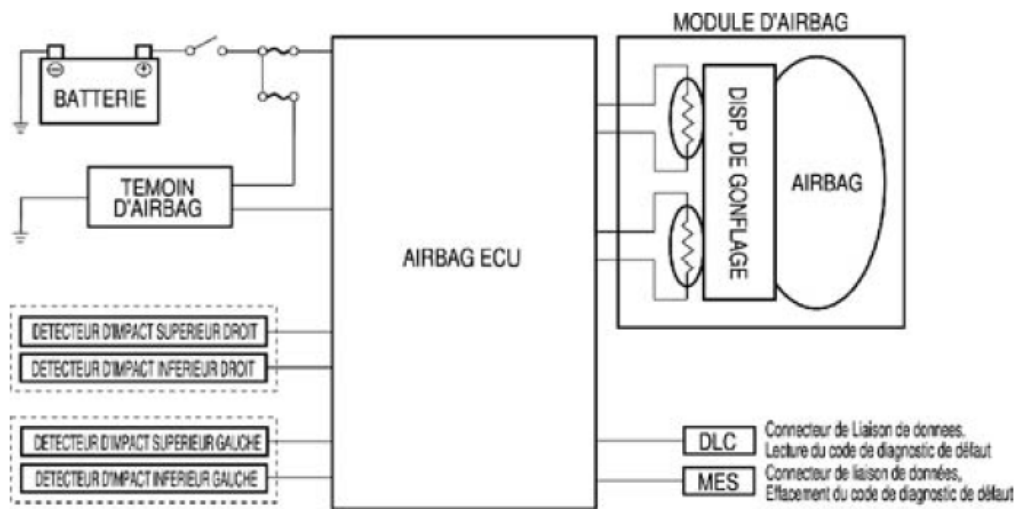 MODULE D'AIRBAG
BATTERIE
TEMOIN
D'AIRBAG
AIRBAG ECU
DISP. DE GONFLAGE
AIRBAG
DETECTEUR D'IMPACT SUPERIEUR DROIT
DETECTEUR D'IMPACT INFERIEUR DROIT
DETECTEUR D'IMPACT SUPERIEUR GAUCHE
DETECTEUR D'IMPACT INFERIEUR GAUCHE
DLC
Connecteur de Liaison de donnees,
Lecture du code de diagnostic de défaut
MES
Connecteur de liaison de données,
Effacement du code de diagnostic de défaut